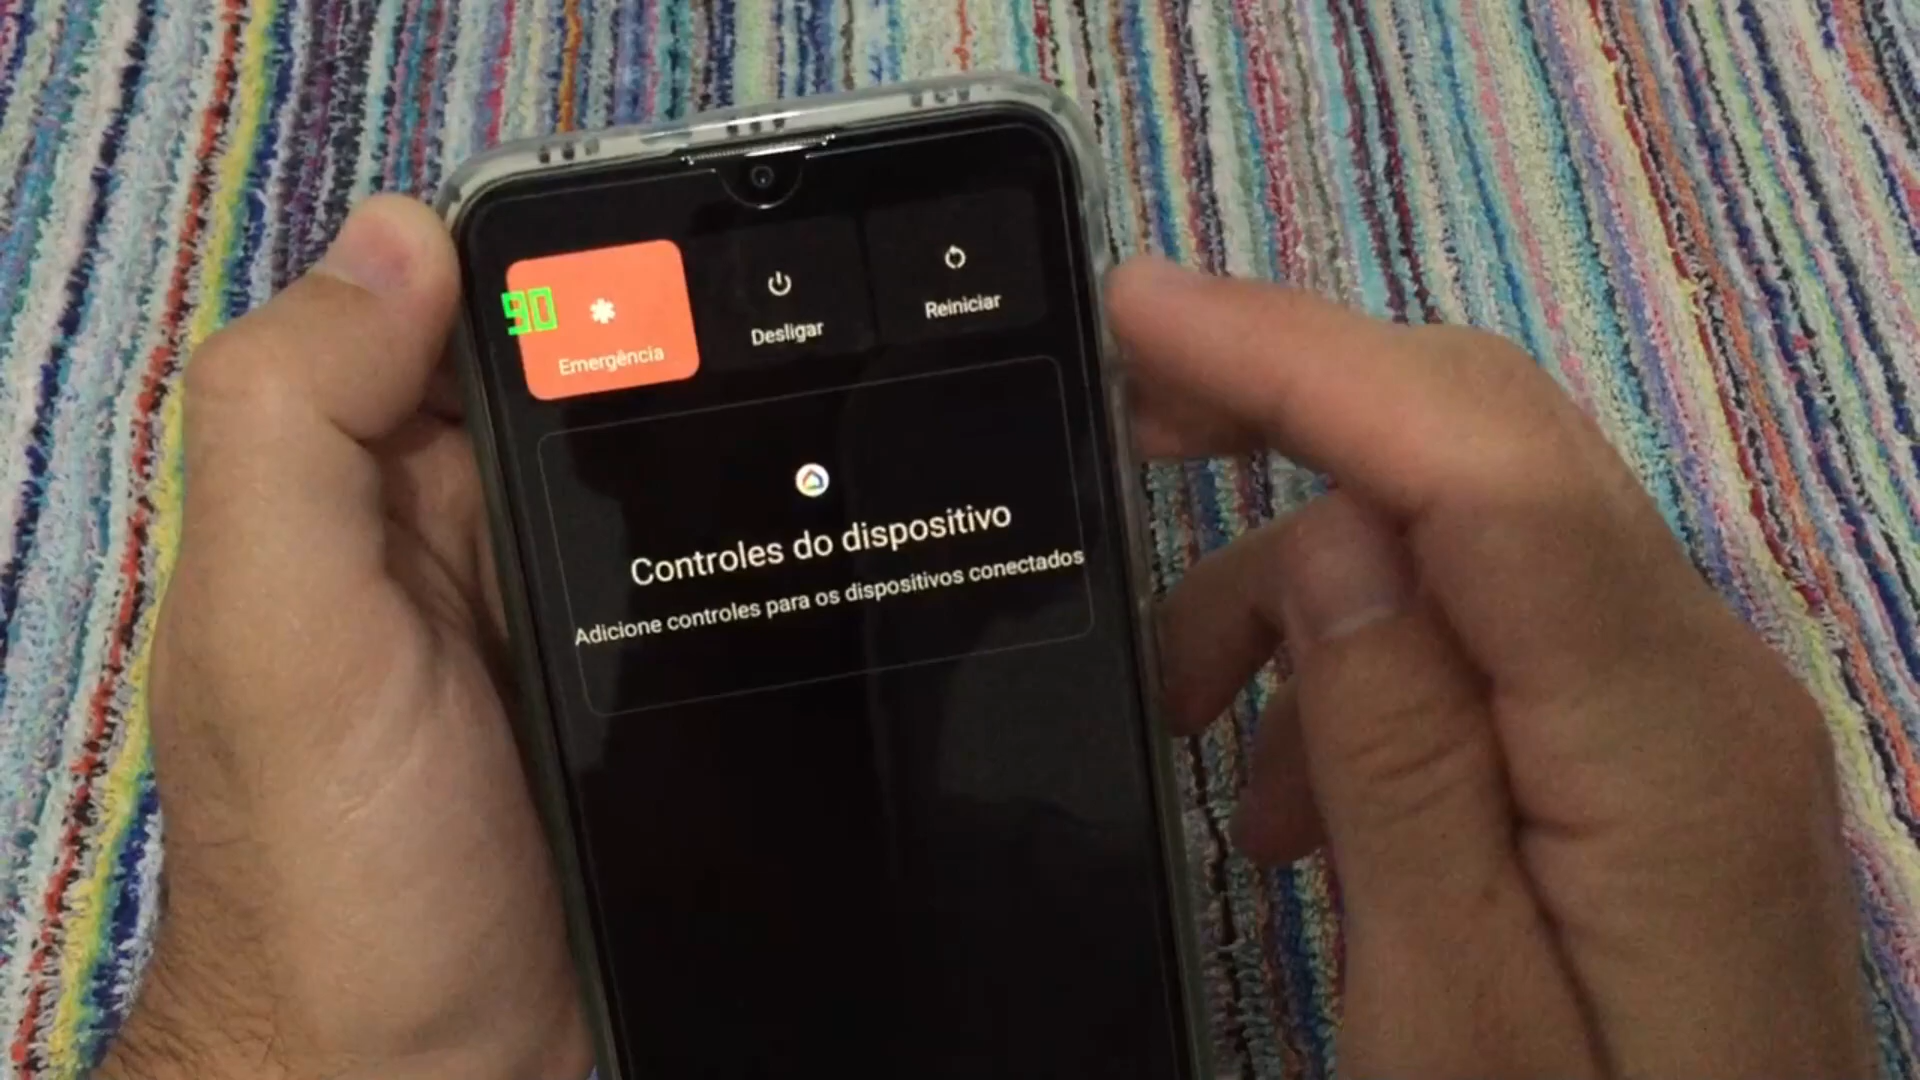 90
Emergência
Desligar
Reiniciar
Controles do dispositivo
Adicione controles para os dispositivos conectados